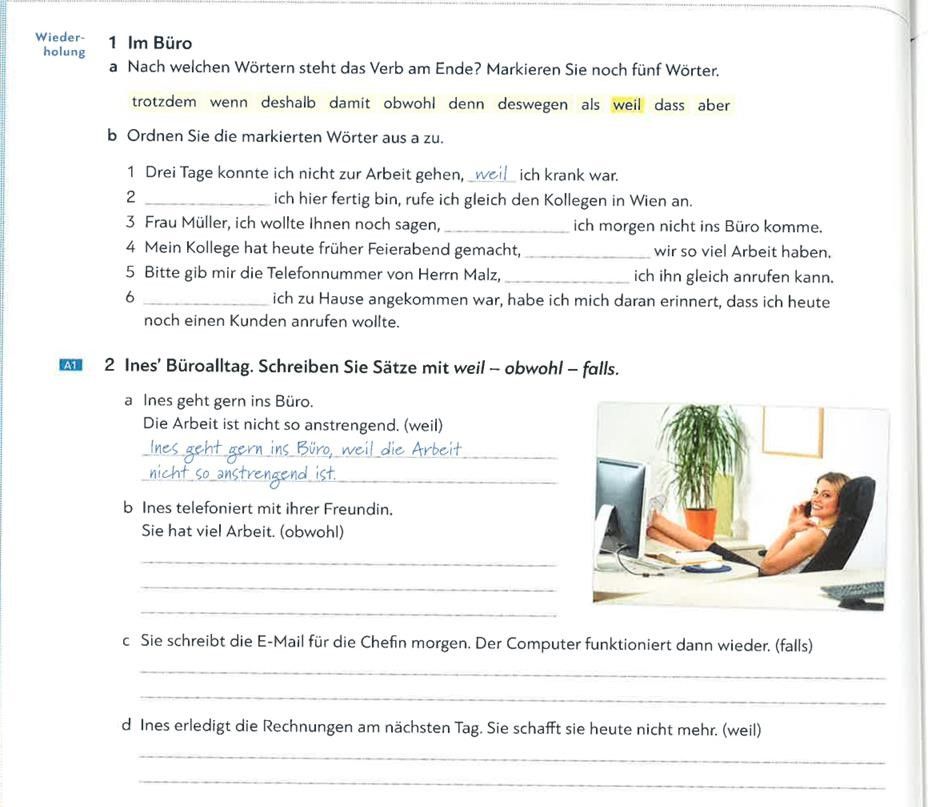 Wieder-
holung
1 Im Büro
a Nach welchen Wörtern steht das Verb am Ende? Markieren Sie noch fünf Wörter.
trotzdem wenn deshalb damit obwohl denn deswegen als weil dass aber
b Ordnen Sie die markierten Wörter aus a zu.
1 Drei Tage konnte ich nicht zur Arbeit gehen, weil ich krank war.
2 ____________ ich hier fertig bin, rufe ich gleich den Kollegen in Wien an.
3 Frau Müller, ich wollte Ihnen noch sagen, ____________ ich morgen nicht ins Büro komme.
4 Mein Kollege hat heute früher Feierabend gemacht, ____________ wir so viel Arbeit haben.
5 Bitte gib mir die Telefonnummer von Herrn Malz, ____________ ich ihn gleich anrufen kann.
6 ____________ ich zu Hause angekommen war, habe ich mich daran erinnert, dass ich heute
noch einen Kunden anrufen wollte.
A1 2 Ines' Büroalltag. Schreiben Sie Sätze mit weil – obwohl – falls.
a Ines geht gern ins Büro.
Die Arbeit ist nicht so anstrengend. (weil)
Ines geht gern ins Büro, weil die Arbeit
nicht so anstrengend ist.
b Ines telefoniert mit ihrer Freundin.
Sie hat viel Arbeit. (obwohl)
c Sie schreibt die E-Mail für die Chefin morgen. Der Computer funktioniert dann wieder. (falls)
d Ines erledigt die Rechnungen am nächsten Tag. Sie schafft sie heute nicht mehr. (weil)